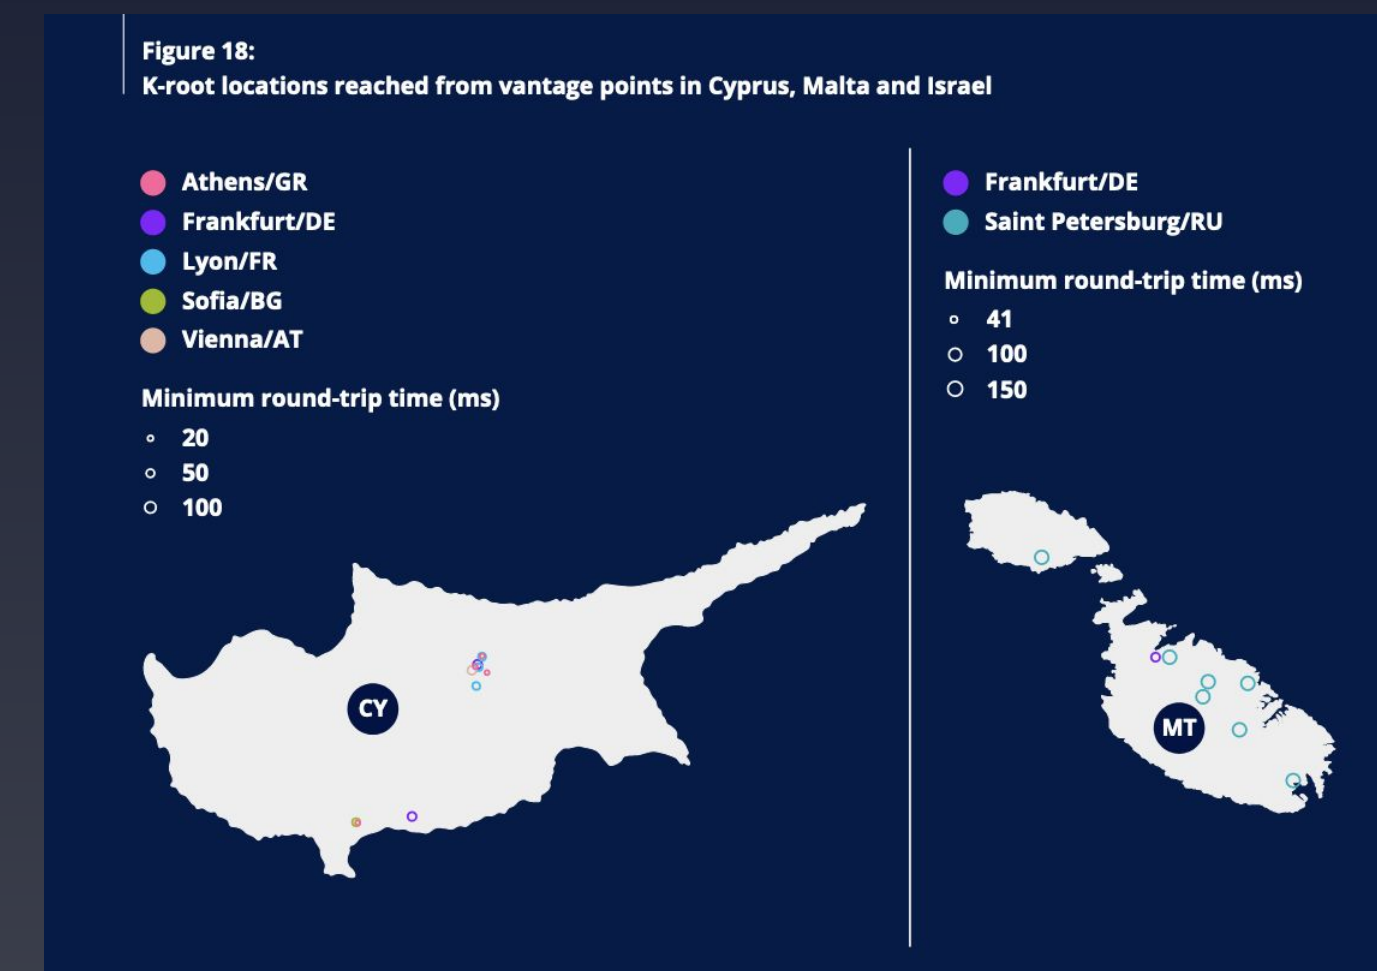 Figure 18:
K-root locations reached from vantage points in Cyprus, Malta and Israel
Athens/GR
Frankfurt/DE
Lyon/FR
Sofia/BG
Vienna/AT
Minimum round-trip time (ms)
20
50
100
CY
Frankfurt/DE
Saint Petersburg/RU
Minimum round-trip time (ms)
41
100
150
MT